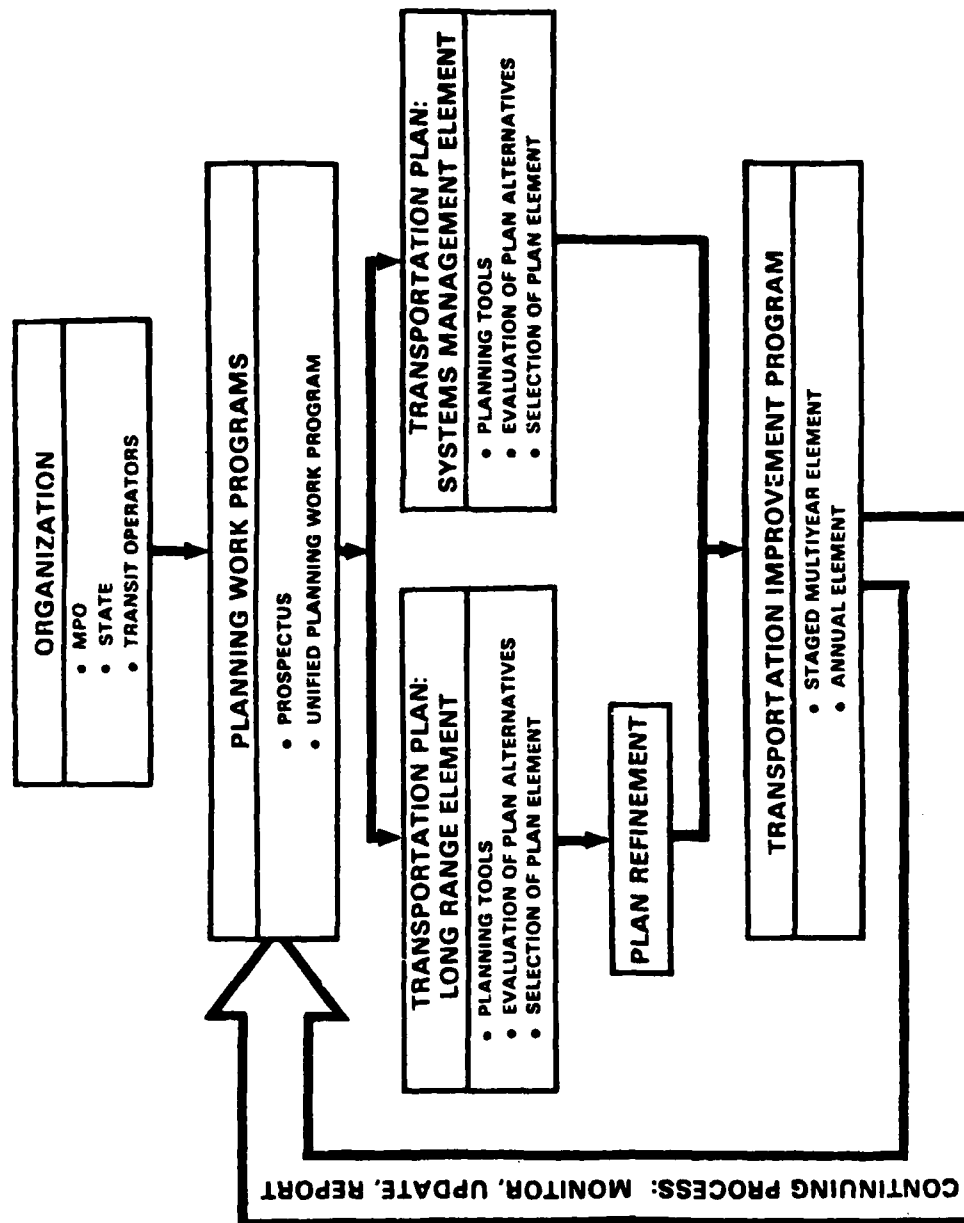 ORGANIZATION
• MPO
• STATE
• TRANSIT OPERATORS
PLANNING WORK PROGRAMS
• PROSPECTUS
• UNIFIED PLANNING WORK PROGRAM
TRANSPORTATION PLAN:
LONG RANGE ELEMENT
• PLANNING TOOLS
• EVALUATION OF PLAN ALTERNATIVES
• SELECTION OF PLAN ELEMENT
TRANSPORTATION PLAN:
SYSTEMS MANAGEMENT ELEMENT
• PLANNING TOOLS
• EVALUATION OF PLAN ALTERNATIVES
• SELECTION OF PLAN ELEMENT
PLAN REFINEMENT
TRANSPORTATION IMPROVEMENT PROGRAM
• STAGED MULTIYEAR ELEMENT
• ANNUAL ELEMENT
CONTINUING PROCESS: MONITOR, UPDATE, REPORT